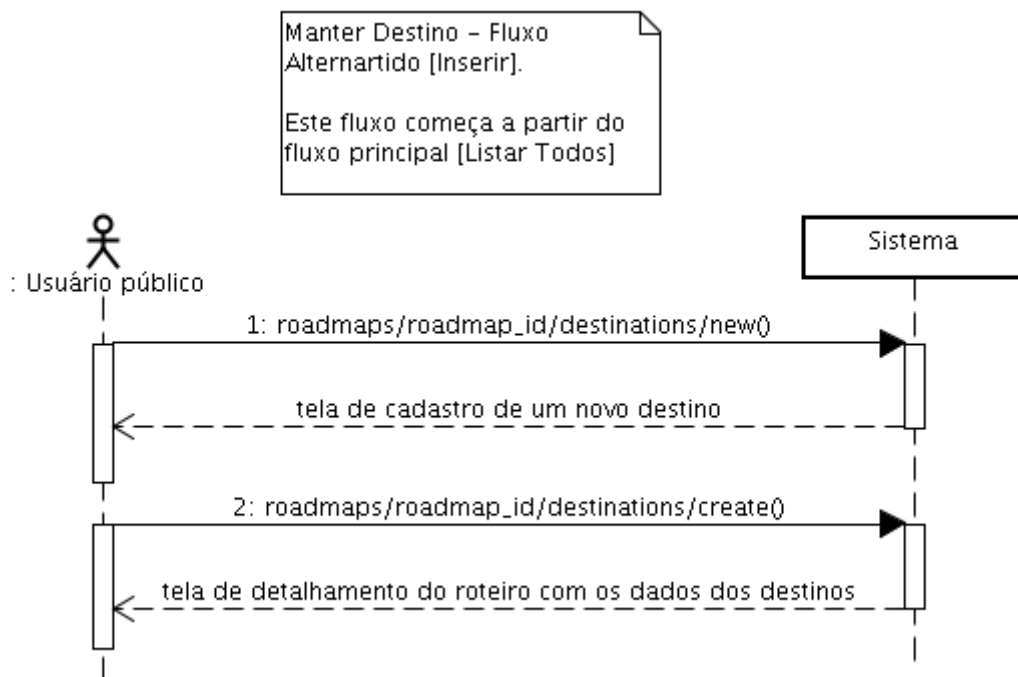 Manter Destino – Fluxo
Alternartido [Inserir].
Este fluxo começa a partir do
fluxo principal [Listar Todos]
: Usuário público
Sistema
1: roadmaps/roadmap_id/destinations/new()
tela de cadastro de um novo destino
2: roadmaps/roadmap_id/destinations/create()
tela de detalhamento do roteiro com os dados dos destinos